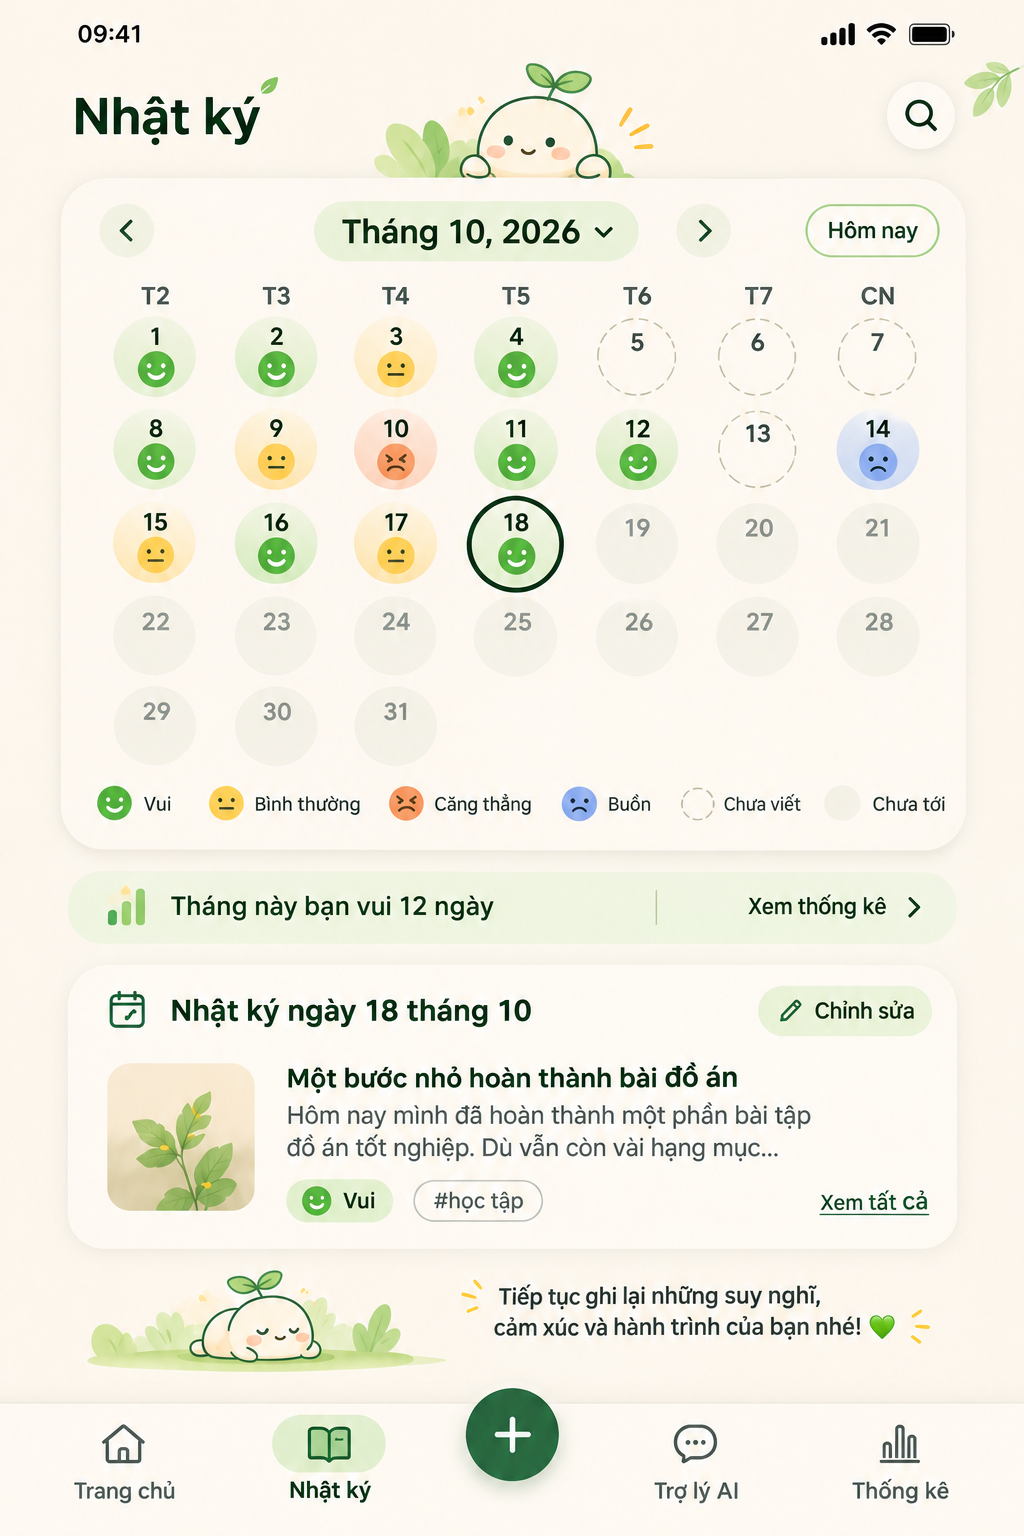 09:41
Nhật ký
Tháng 10, 2026
Hôm nay
T2 T3 T4 T5 T6 T7 CN
1 2 3 4 5 6 7
8 9 10 11 12 13 14
15 16 17 18 19 20 21
22 23 24 25 26 27 28
29 30 31
Vui Bình thường Căng thẳng Buồn Chưa viết Chưa tới
Tháng này bạn vui 12 ngày
Xem thống kê
Nhật ký ngày 18 tháng 10
Chỉnh sửa
Một bước nhỏ hoàn thành bài đồ án
Hôm nay mình đã hoàn thành một phần bài tập
đồ án tốt nghiệp. Dù vẫn còn vài hạng mục...
Vui #học tập
Xem tất cả
Tiếp tục ghi lại những suy nghĩ,
cảm xúc và hành trình của bạn nhé! 💚
Trang chủ Nhật ký Trợ lý AI Thống kê